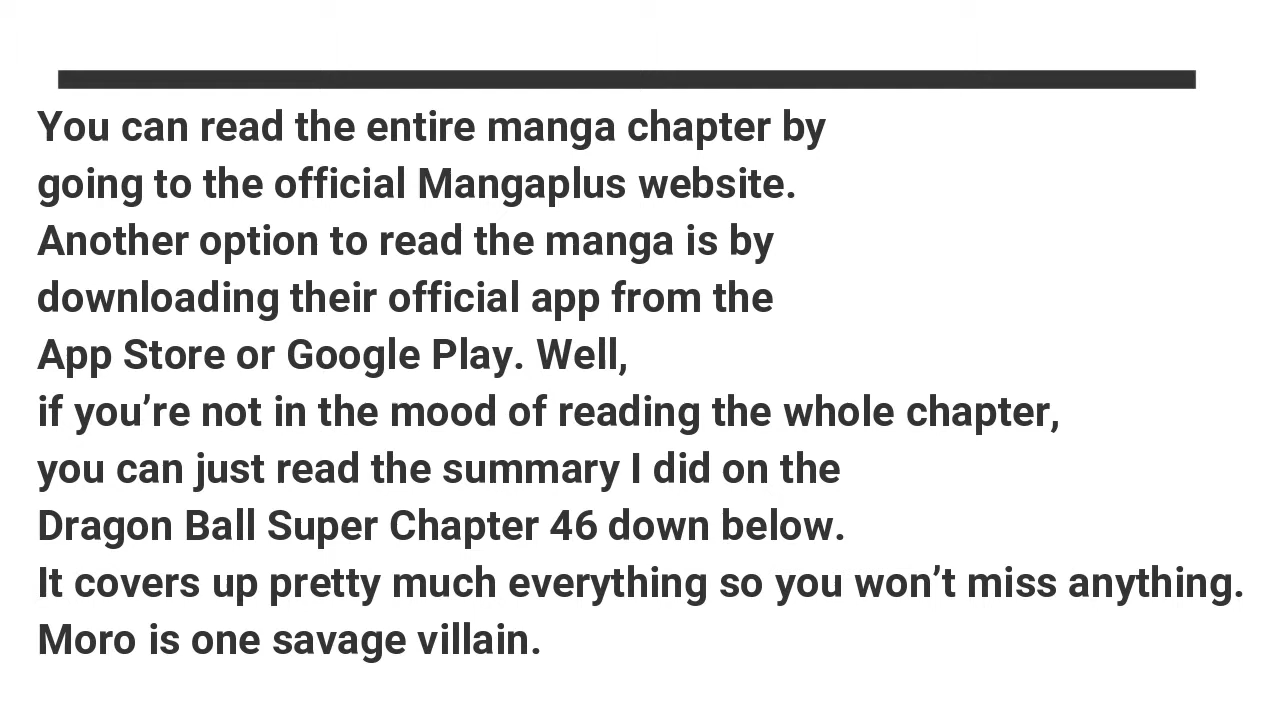 You can read the entire manga chapter by
going to the official Mangaplus website.
Another option to read the manga is by
downloading their official app from the
App Store or Google Play. Well,
if you’re not in the mood of reading the whole chapter,
you can just read the summary I did on the
Dragon Ball Super Chapter 46 down below.
It covers up pretty much everything so you won’t miss anything.
Moro is one savage villain.